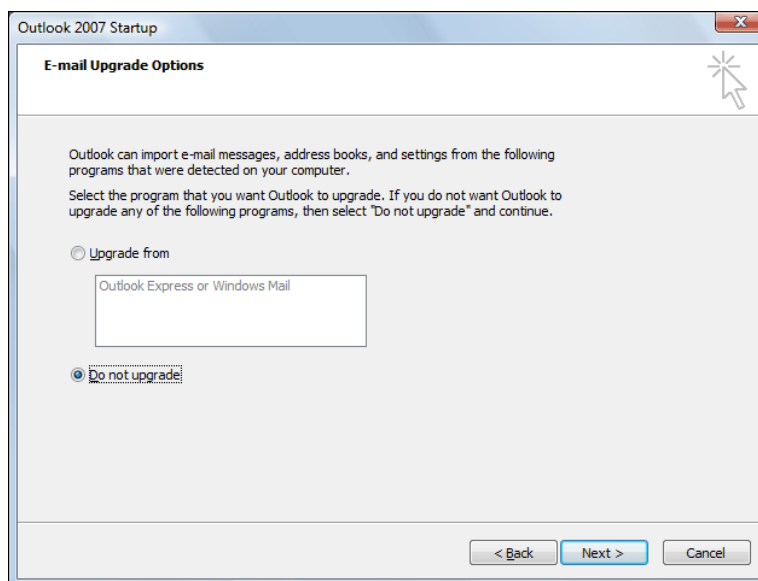 Outlook 2007 Startup
E-mail Upgrade Options
Outlook can import e-mail messages, address books, and settings from the following
programs that were detected on your computer.
Select the program that you want Outlook to upgrade. If you do not want Outlook to
upgrade any of the following programs, then select "Do not upgrade" and continue.
Upgrade from
Outlook Express or Windows Mail
Do not upgrade
< Back Next > Cancel